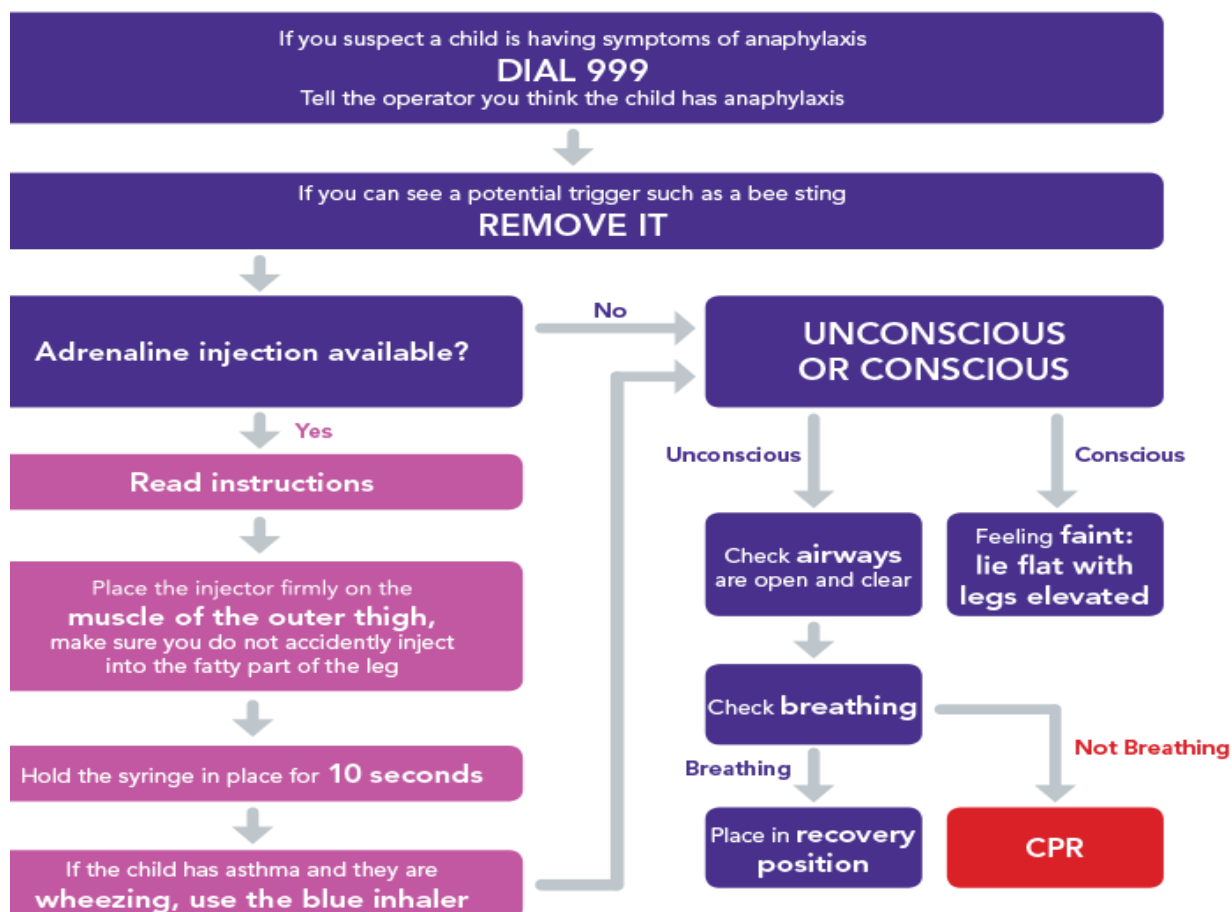 If you suspect a child is having symptoms of anaphylaxis
DIAL 999
Tell the operator you think the child has anaphylaxis
If you can see a potential trigger such as a bee sting
REMOVE IT
Adrenaline injection available?
No
Yes
Read instructions
Place the injector firmly on the
muscle of the outer thigh,
make sure you do not accidently inject
into the fatty part of the leg
Hold the syringe in place for 10 seconds
If the child has asthma and they are
wheezing, use the blue inhaler
UNCONSCIOUS
OR CONSCIOUS
Unconscious
Conscious
Check airways
are open and clear
Feeling faint:
lie flat with
legs elevated
Check breathing
Breathing
Not Breathing
Place in recovery
position
CPR